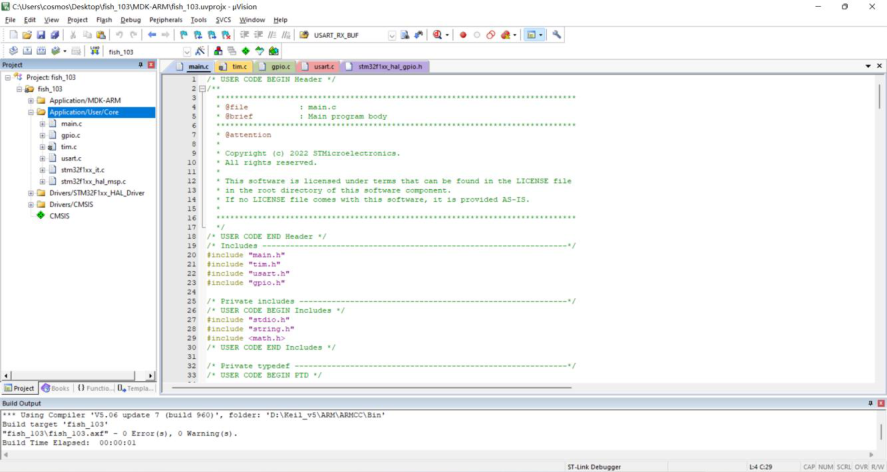 C:\Users\cosmos\Desktop\fish_103\MDK-ARM\fish_103.uvprojx - µVision
File Edit View Project Flash Debug Peripherals Tools SVCS Window Help
USART_RX_BUF
fish_103
Project
main.c tim.c gpio.c usart.c stm32f1xx_hal_gpio.h
Project: fish_103
fish_103
Application/MDK-ARM
Application/User/Core
main.c
gpio.c
tim.c
usart.c
stm32f1xx_it.c
stm32f1xx_hal_msp.c
Drivers/STM32F1xx_HAL_Driver
Drivers/CMSIS
CMSIS
1 /* USER CODE BEGIN Header */
2 /**
3 ******************************************************************************
4 * @file : main.c
5 * @brief : Main program body
6 ******************************************************************************
7 * @attention
8 *
9 * Copyright (c) 2022 STMicroelectronics.
10 * All rights reserved.
11 *
12 * This software is licensed under terms that can be found in the LICENSE file
13 * in the root directory of this software component.
14 * If no LICENSE file comes with this software, it is provided AS-IS.
15 *
16 ******************************************************************************
17 */
18 /* USER CODE END Header */
19 /* Includes ------------------------------------------------------------------*/
20 #include "main.h"
21 #include "tim.h"
22 #include "usart.h"
23 #include "gpio.h"
24
25 /* Private includes ----------------------------------------------------------*/
26 /* USER CODE BEGIN Includes */
27 #include "stdio.h"
28 #include "string.h"
29 #include <math.h>
30 /* USER CODE END Includes */
31
32 /* Private typedef -----------------------------------------------------------*/
33 /* USER CODE BEGIN PTD */
Project Books {} Functio... Templa...
Build Output
*** Using Compiler 'V5.06 update 7 (build 960)', folder: 'D:\Keil_v5\ARM\ARMCC\Bin'
Build target 'fish_103'
"fish_103\fish_103.axf" - 0 Error(s), 0 Warning(s).
Build Time Elapsed: 00:00:01
ST-Link Debugger L:4 C:29 CAP NUM SCRL OVR R/W